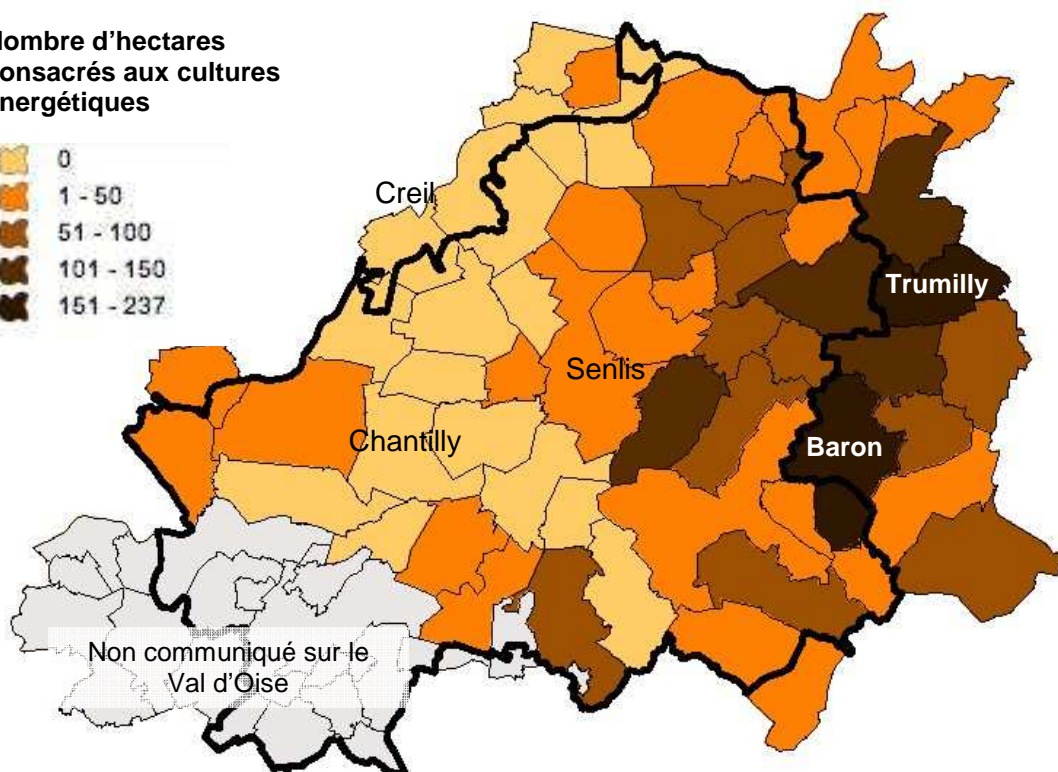 Nombre d’hectares
consacrés aux cultures
énergétiques
0
1 - 50
51 - 100
101 - 150
151 - 237
Creil
Trumilly
Senlis
Chantilly
Baron
Non communiqué sur le
Val d’Oise